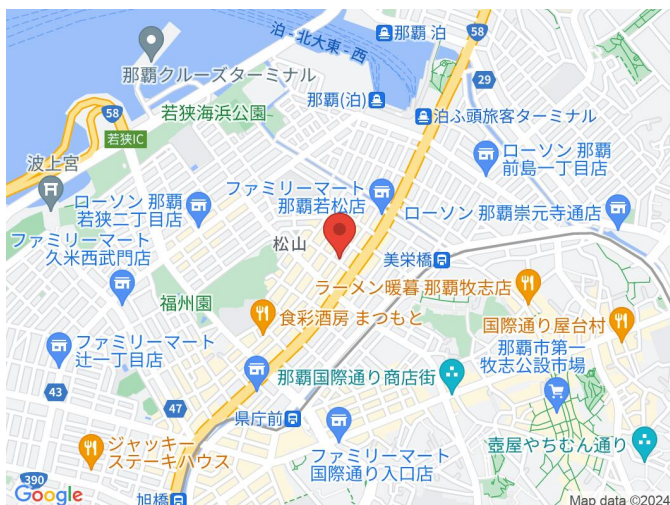 那覇 泊
58
泊 - 北大東 - 西
那覇クルーズターミナル
29
那覇(泊)
若狭海浜公園
泊ふ頭旅客ターミナル
58
若狭IC
波上宮
ローソン 那覇
前島一丁目店
ファミリーマート
那覇若松店
ローソン 那覇
若狭二丁目店
ローソン 那覇崇元寺通店
ファミリーマート
久米西武門店
松山
美栄橋
ラーメン暖暮 那覇牧志店
福州園
食彩酒房 まつもと
国際通り屋台村
ファミリーマート
辻一丁目店
那覇市第一
牧志公設市場
那覇国際通り商店街
43
47
県庁前
ジャッキー
ステーキハウス
ファミリーマート
国際通り入口店
壺屋やちむん通り
390
旭橋
Google
Map data ©2024